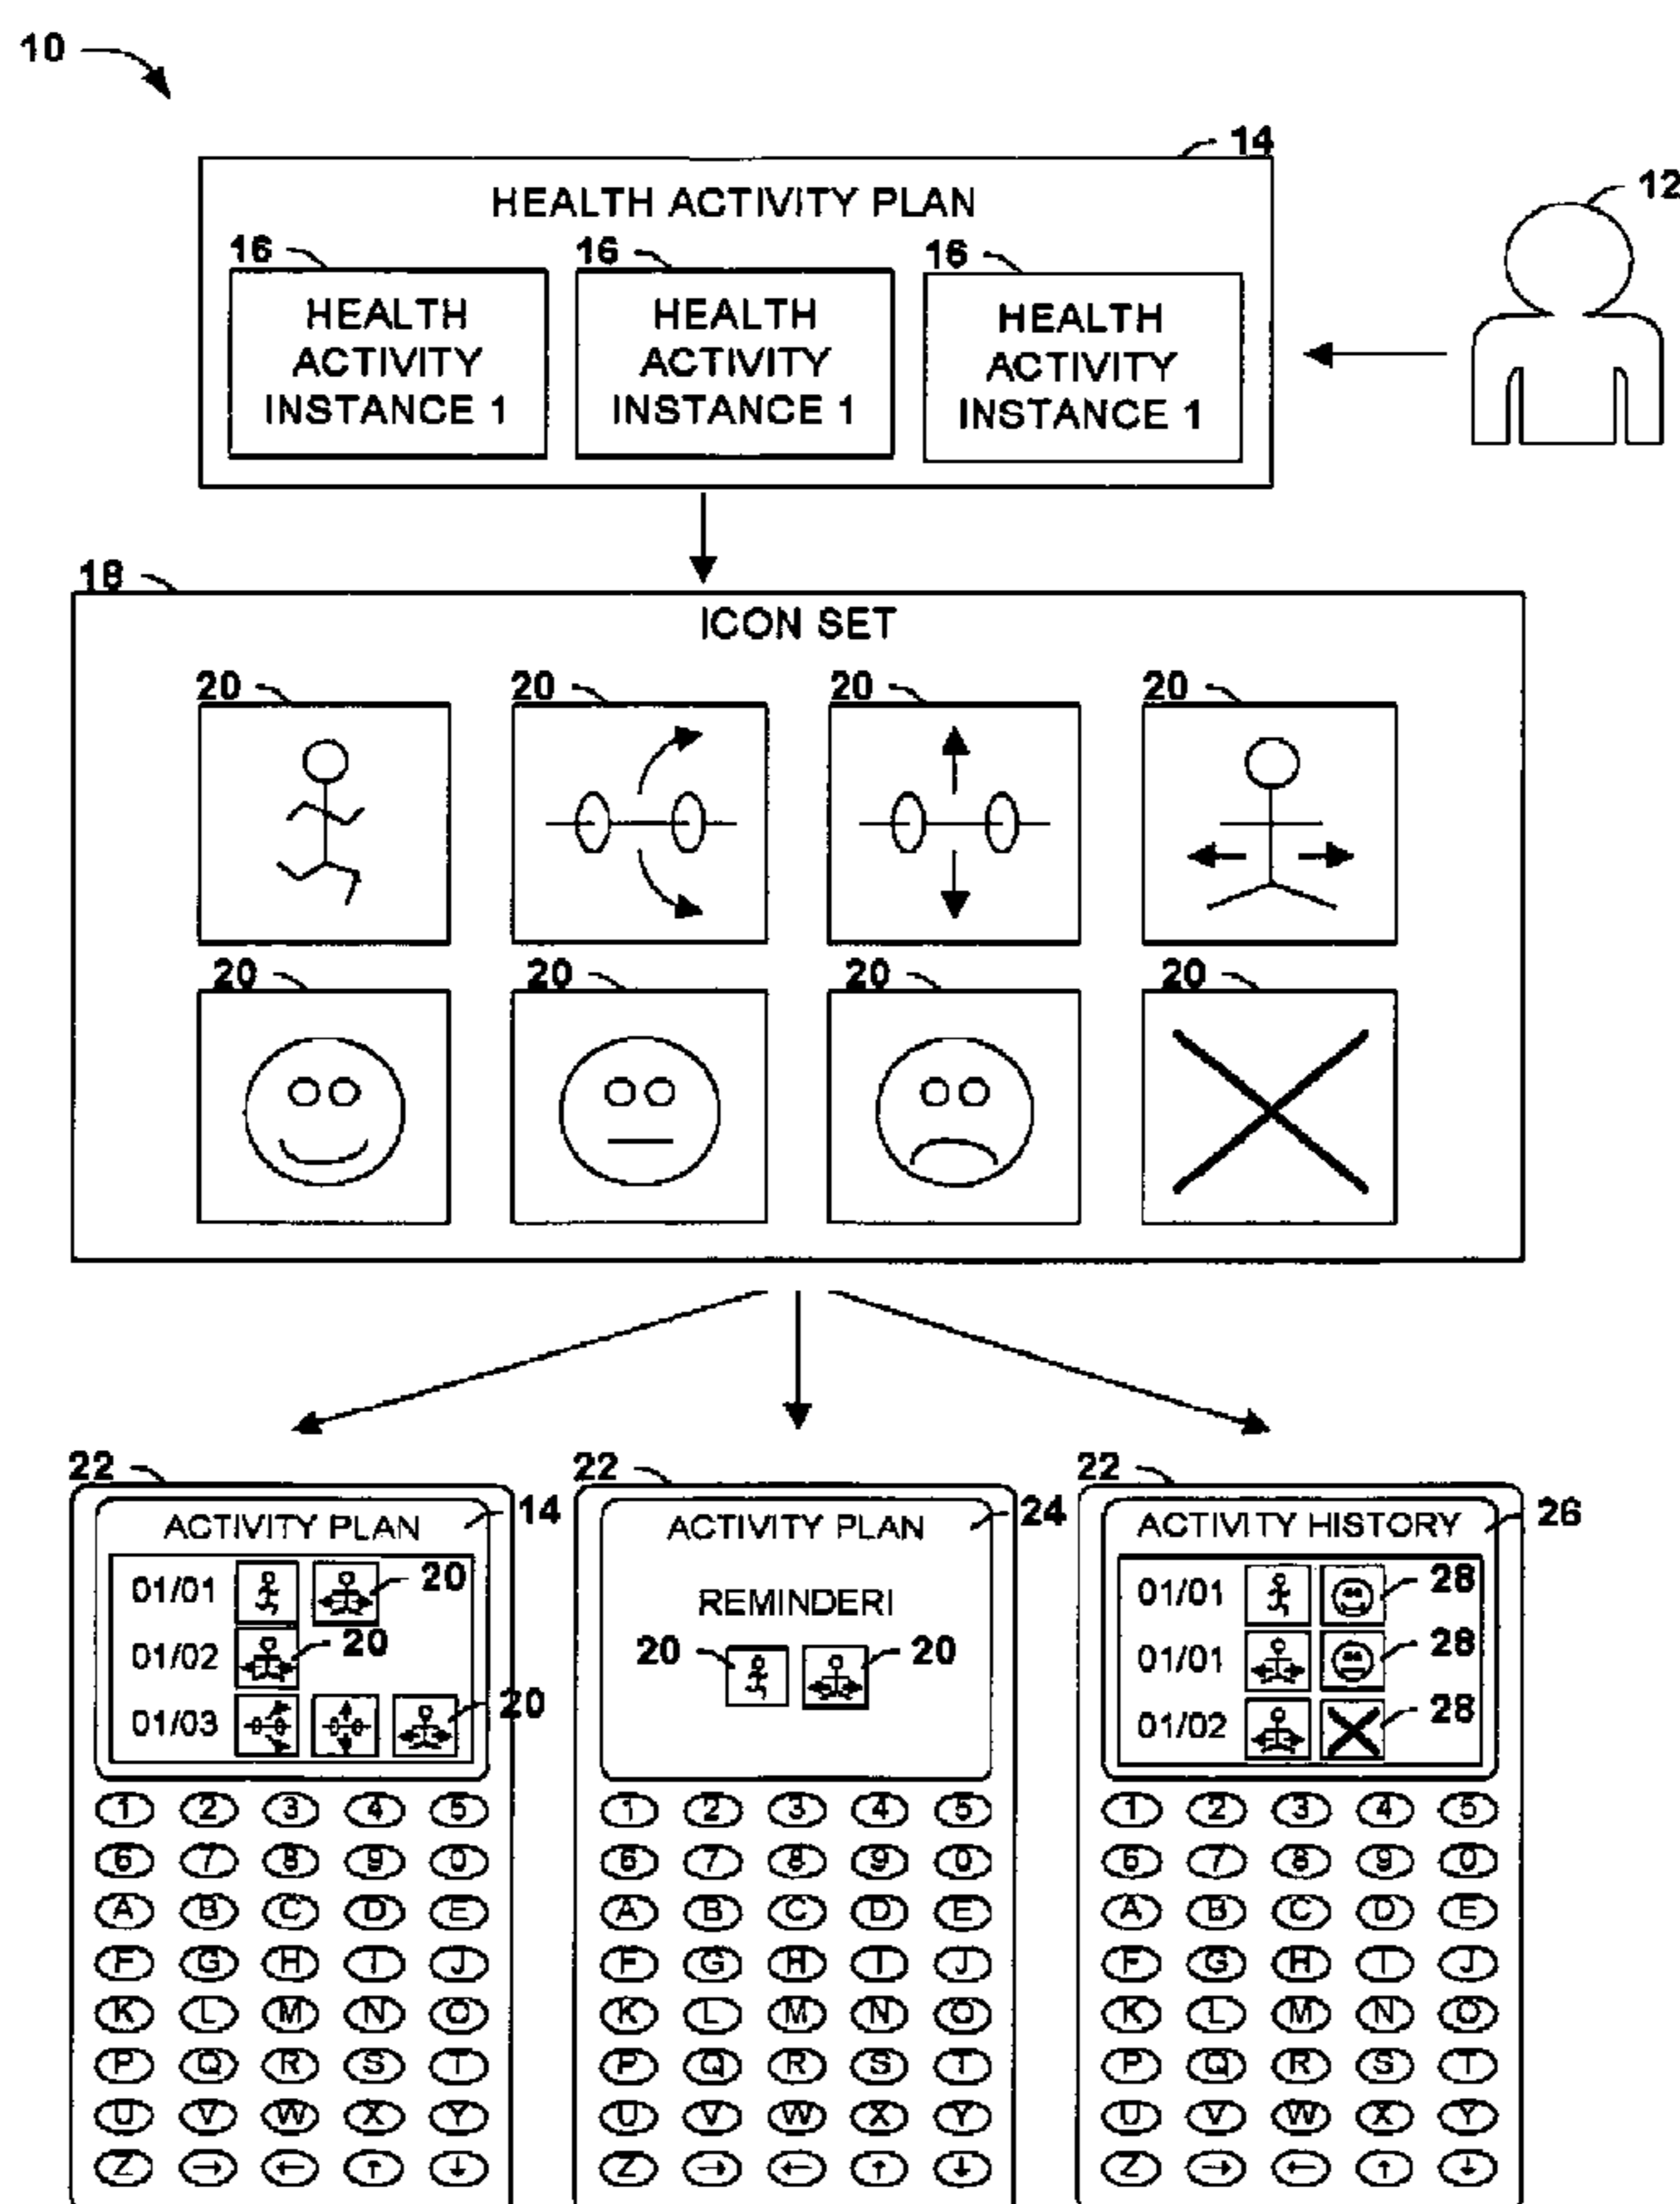 10
14
HEALTH ACTIVITY PLAN
12
16 16 16
HEALTH ACTIVITY INSTANCE 1
HEALTH ACTIVITY INSTANCE 1
HEALTH ACTIVITY INSTANCE 1
18
ICON SET
20 20 20 20
20 20 20 20
22
ACTIVITY PLAN
14
01/01 20
01/02 20
01/03 20
1 2 3 4 5
6 7 8 9 0
A B C D E
F G H I J
K L M N O
P Q R S T
U V W X Y
Z → ← ↑ ↓
22
ACTIVITY PLAN
24
REMINDER!
20 20
1 2 3 4 5
6 7 8 9 0
A B C D E
F G H I J
K L M N O
P Q R S T
U V W X Y
Z → ← ↑ ↓
22
ACTIVITY HISTORY
26
01/01 28
01/01 28
01/02 28
1 2 3 4 5
6 7 8 9 0
A B C D E
F G H I J
K L M N O
P Q R S T
U V W X Y
Z → ← ↑ ↓